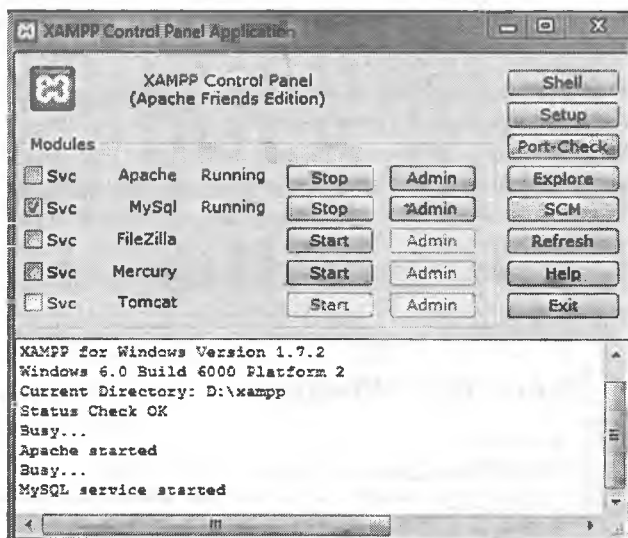 XAMPP Control Panel Application
XAMPP Control Panel
(Apache Friends Edition)
Shell
Setup
Modules
Port-Check
Svc Apache Running Stop Admin Explore
Svc MySql Running Stop Admin SCM
Svc FileZilla Start Admin Refresh
Svc Mercury Start Admin Help
Svc Tomcat Start Admin Exit
XAMPP for Windows Version 1.7.2
Windows 6.0 Build 6000 Platform 2
Current Directory: D:\xampp
Status Check OK
Busy...
Apache started
Busy...
MySQL service started